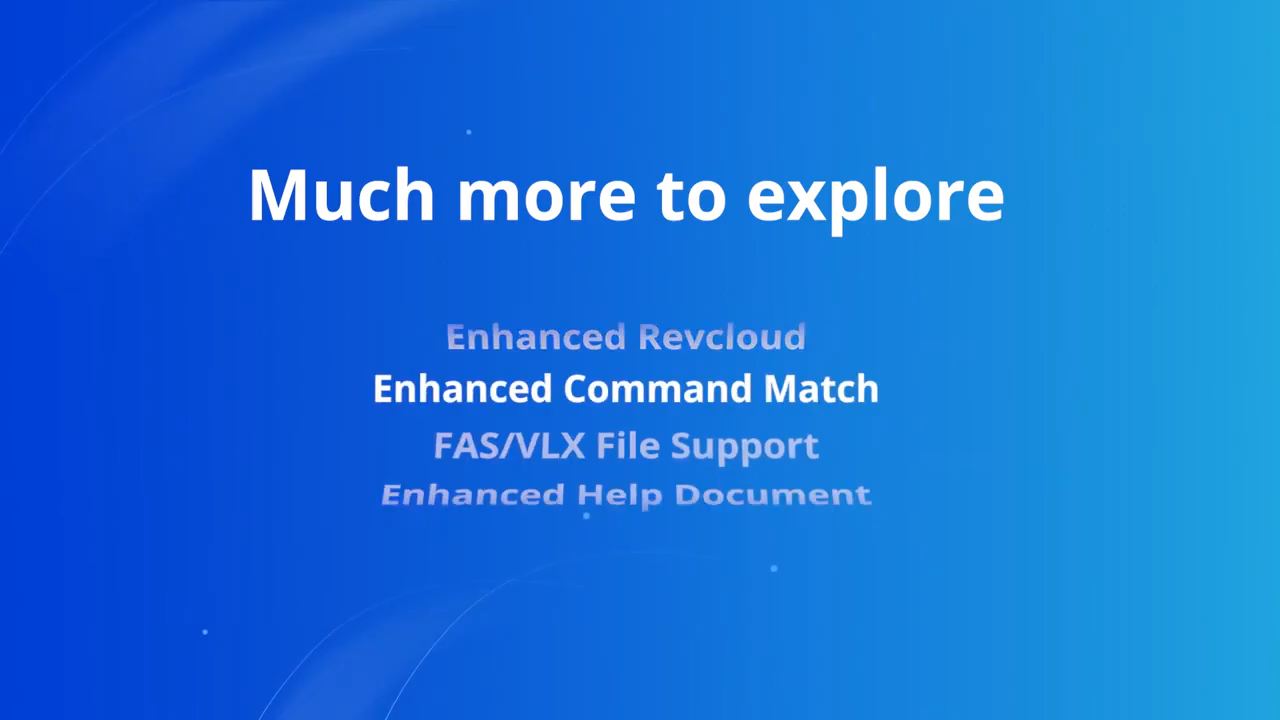 Much more to explore
Enhanced Revcloud
Enhanced Command Match
FAS/VLX File Support
Enhanced Help Document